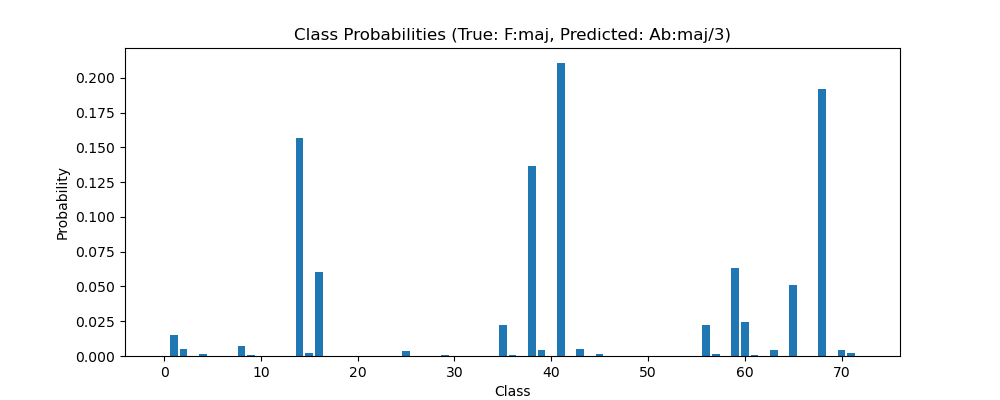 Class Probabilities (True: F:maj, Predicted: Ab:maj/3)
0.200
0.175
0.150
0.125
0.100
0.075
0.050
0.025
0.000
Probability
0 10 20 30 40 50 60 70
Class